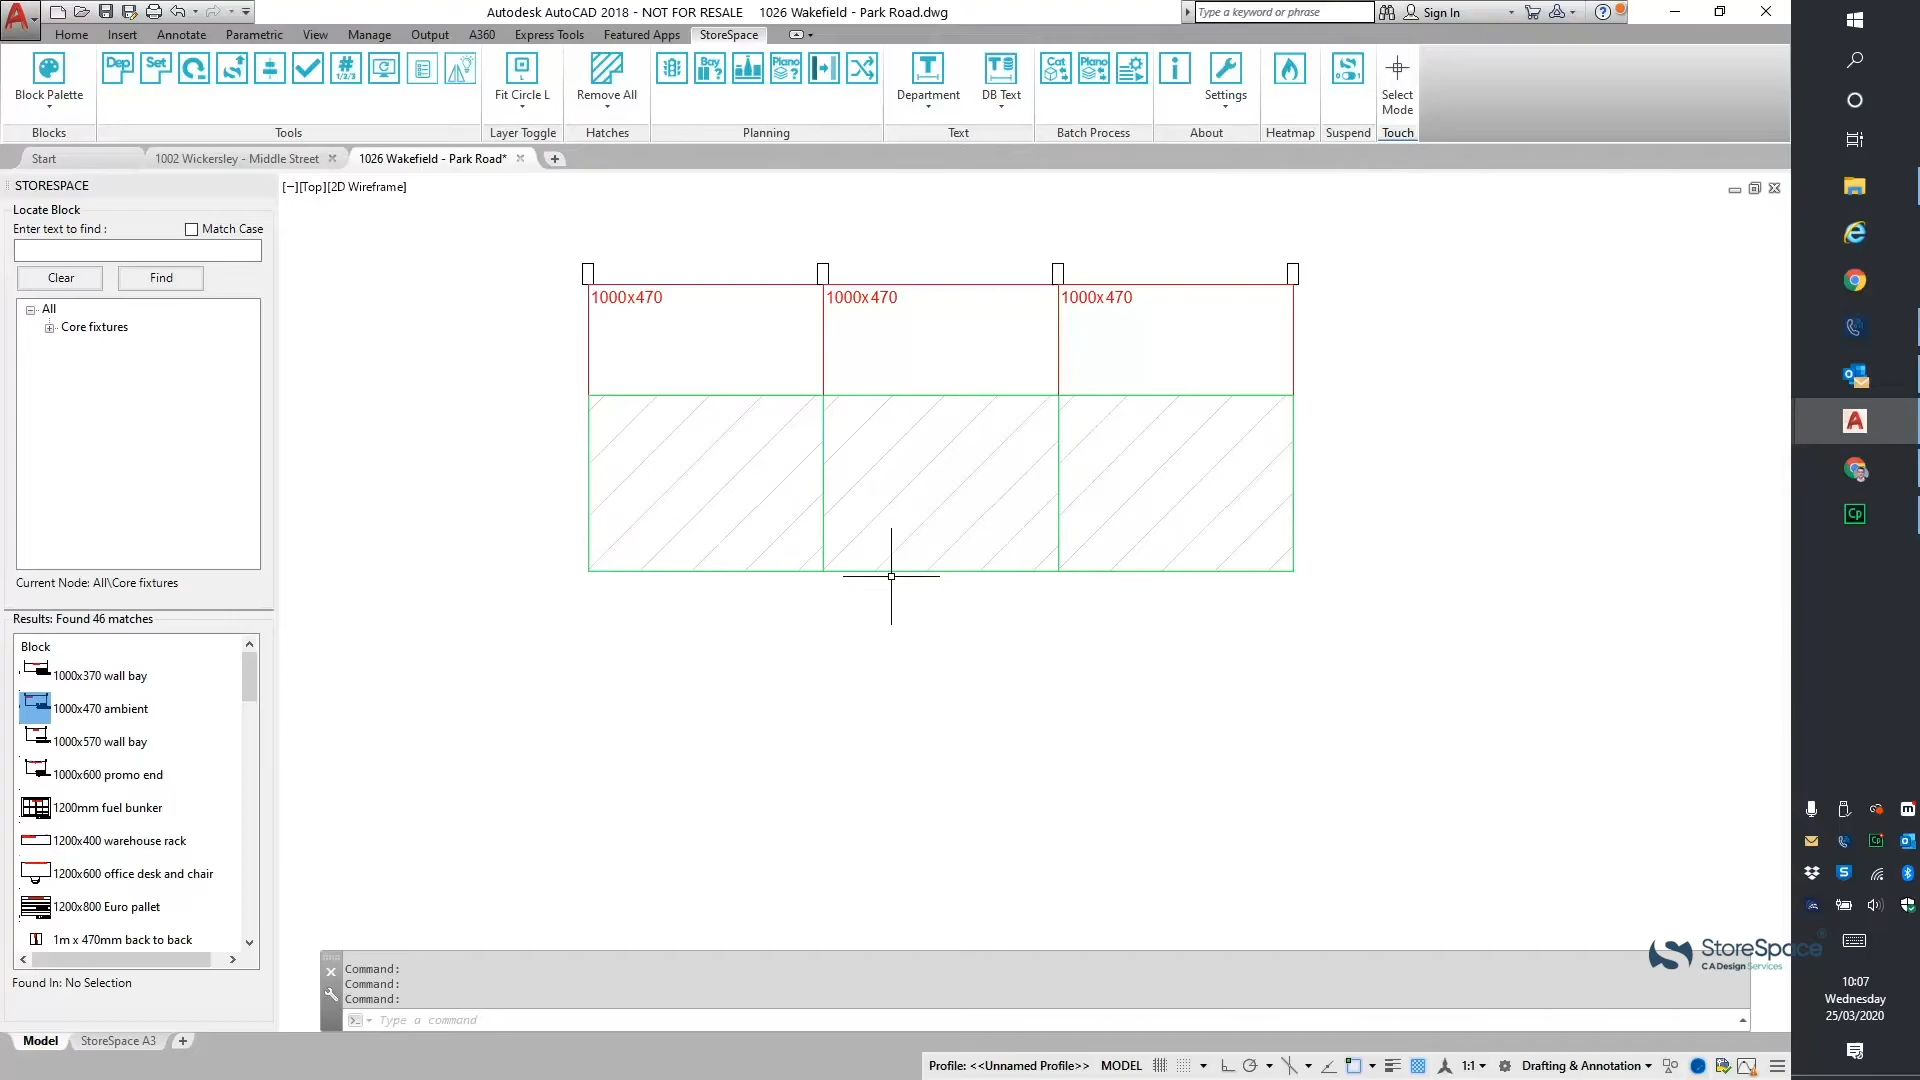 Autodesk AutoCAD 2018 - NOT FOR RESALE 1026 Wakefield - Park Road.dwg
Type a keyword or phrase
Sign In
Home Insert Annotate Parametric View Manage Output A360 Express Tools Featured Apps StoreSpace
Dep Set
Bay?
Plano?
Cat
Plano
#
1/2/3
Block Palette
Fit Circle L
Remove All
Department
DB Text
Settings
Select
Mode
Blocks Tools Layer Toggle Hatches Planning Text Batch Process About Heatmap Suspend Touch
Start 1002 Wickersley - Middle Street 1026 Wakefield - Park Road*
STORESPACE
[−][Top][2D Wireframe]
Locate Block
Enter text to find :
Match Case
Clear Find
All
Core fixtures
1000x470 1000x470 1000x470
Current Node: All\Core fixtures
Results: Found 46 matches
Block
1000x370 wall bay
1000x470 ambient
1000x570 wall bay
1000x600 promo end
1200mm fuel bunker
1200x400 warehouse rack
1200x600 office desk and chair
1200x800 Euro pallet
1m x 470mm back to back
Found In: No Selection
Command:
Command:
Command:
Type a command
StoreSpace
CADesign Services
10:07
Wednesday
25/03/2020
Model StoreSpace A3
Profile: <<Unnamed Profile>> MODEL 1:1 Drafting & Annotation